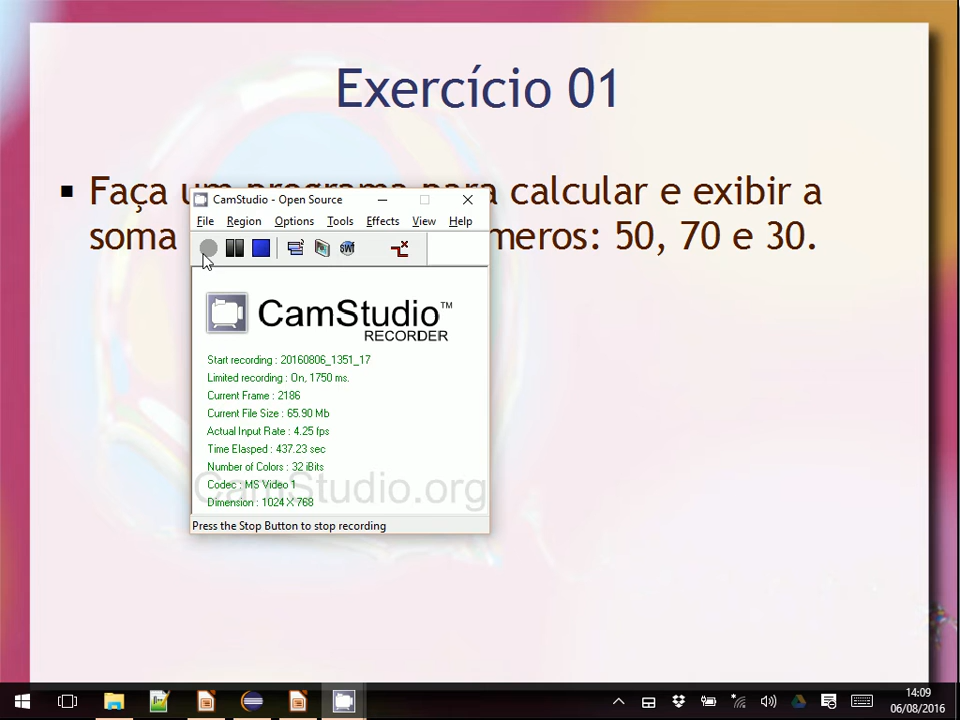 Exercício 01
Faça um programa para calcular e exibir a
soma meros: 50, 70 e 30.
CamStudio - Open Source
File Region Options Tools Effects View Help
SWf
CamStudio™
RECORDER
Start recording : 20160806_1351_17
Limited recording : On, 1750 ms.
Current Frame : 2186
Current File Size : 65.90 Mb
Actual Input Rate : 4.25 fps
Time Elasped : 437.23 sec
Number of Colors : 32 iBits
Codec : MS Video 1
Dimension : 1024 X 768
CamStudio.org
Press the Stop Button to stop recording
14:09
06/08/2016